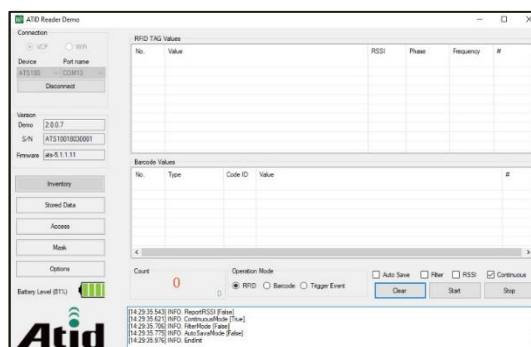 ATID Reader Demo
Connection
VCP
WiFi
Device
Port name
ATS100
COM13
Disconnect
Version
Demo
2.0.0.7
S/N
ATS10018030001
Firmware
ats-5.1.1.11
Inventory
Stored Data
Access
Mask
Options
Battery Level (81%)
Atid
RFID TAG Values
No. Value RSSI Phase Frequency #
Barcode Values
No. Type Code ID Value #
Count
0
0
Operation Mode
RFID Barcode Trigger Event
Auto Save Filter RSSI Continuous
Clear Start Stop
[14:29:35.543] INFO. ReportRSSI [False]
[14:29:35.621] INFO. ContinuousMode [True]
[14:29:35.706] INFO. FilterMode [False]
[14:29:35.775] INFO. AutoSaveMode [False]
[14:29:35.976] INFO. EndInit